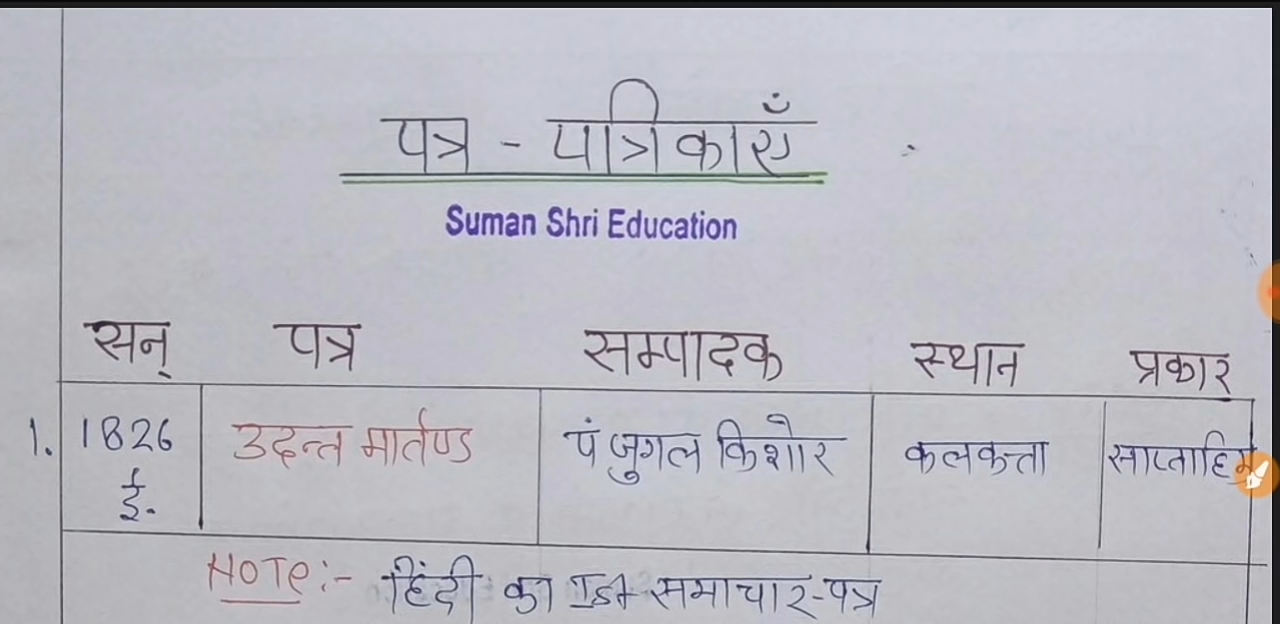 पत्र - पत्रिकाएँ
Suman Shri Education
सन् पत्र सम्पादक स्थान प्रकार
1. 1826 ई. उदन्त मार्तण्ड पं जुगल किशोर कलकत्ता
NOTe:- हिंदी का 1st समाचार-पत्र